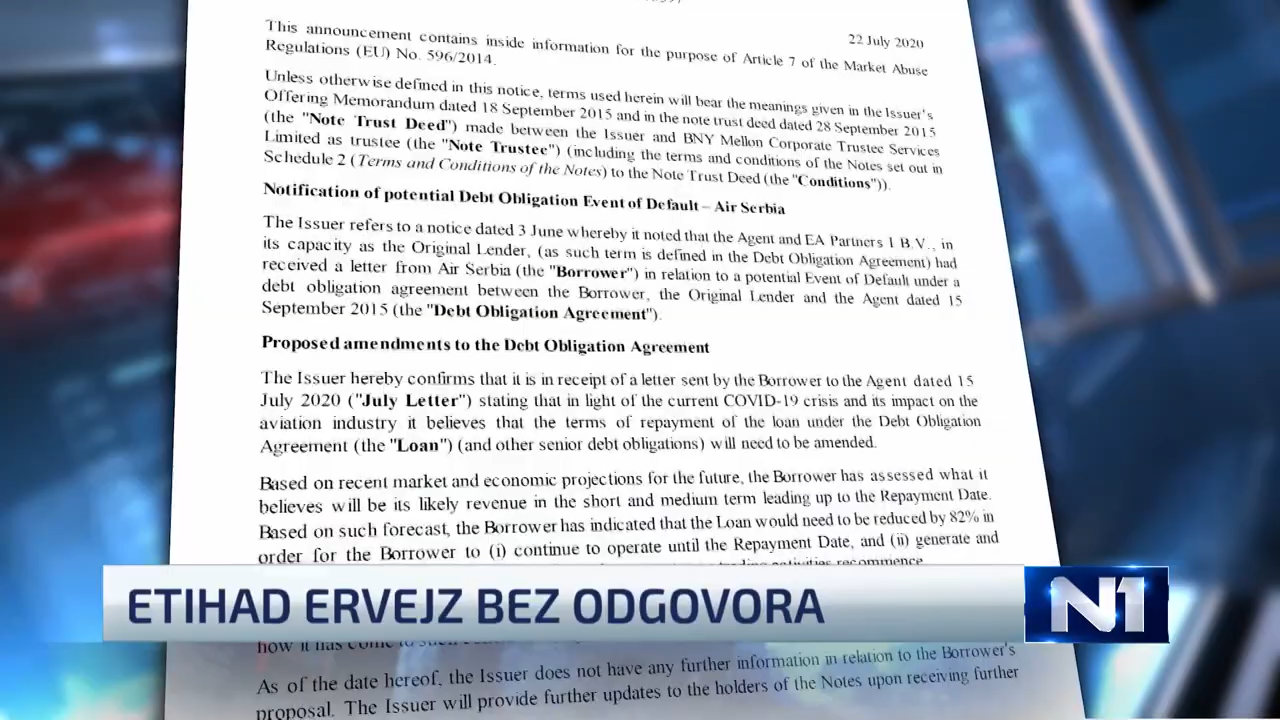 22 July 2020
This announcement contains inside information for the purpose of Article 7 of the Market Abuse
Regulations (EU) No. 596/2014.
Unless otherwise defined in this notice, terms used herein will bear the meanings given in the Issuer's
Offering Memorandum dated 18 September 2015 and in the note trust deed dated 28 September 2015
(the "Note Trust Deed") made between the Issuer and BNY Mellon Corporate Trustee Services
Limited as trustee (the "Note Trustee") (including the terms and conditions of the Notes set out in
Schedule 2 (Terms and Conditions of the Notes) to the Note Trust Deed (the "Conditions")).
Notification of potential Debt Obligation Event of Default – Air Serbia
The Issuer refers to a notice dated 3 June whereby it noted that the Agent and EA Partners I B.V., in
its capacity as the Original Lender, (as such term is defined in the Debt Obligation Agreement) had
received a letter from Air Serbia (the "Borrower") in relation to a potential Event of Default under a
debt obligation agreement between the Borrower, the Original Lender and the Agent dated 15
September 2015 (the "Debt Obligation Agreement").
Proposed amendments to the Debt Obligation Agreement
The Issuer hereby confirms that it is in receipt of a letter sent by the Borrower to the Agent dated 15
July 2020 ("July Letter") stating that in light of the current COVID-19 crisis and its impact on the
aviation industry it believes that the terms of repayment of the loan under the Debt Obligation
Agreement (the "Loan") (and other senior debt obligations) will need to be amended.
Based on recent market and economic projections for the future, the Borrower has assessed what it
believes will be its likely revenue in the short and medium term leading up to the Repayment Date.
Based on such forecast, the Borrower has indicated that the Loan would need to be reduced by 82% in
order for the Borrower to (i) continue to operate until the Repayment Date, and (ii) generate and
trading activities recommence
ETIHAD ERVEJZ BEZ ODGOVORA
N1
how it has come to such
As of the date hereof, the Issuer does not have any further information in relation to the Borrower's
proposal. The Issuer will provide further updates to the holders of the Notes upon receiving further